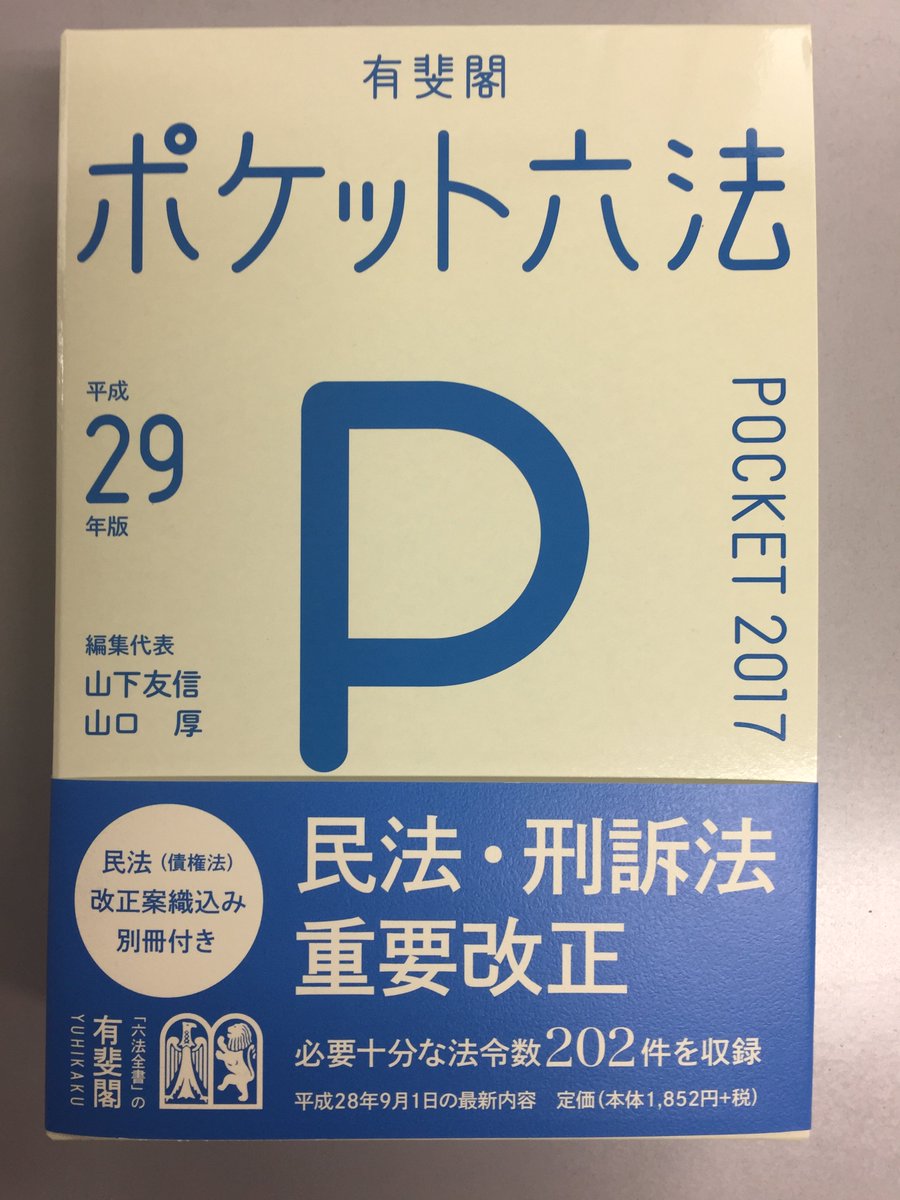 有斐閣
ポケット六法
平成
29
年版
POCKET 2017
P
編集代表
山下友信
山口 厚
民法（債権法）
改正案織込み
別冊付き
民法・刑訴法
重要改正
「六法全書」の
有斐閣
YUHIKAKU
必要十分な法令数202件を収録
平成28年9月1日の最新内容 定価（本体1,852円+税）